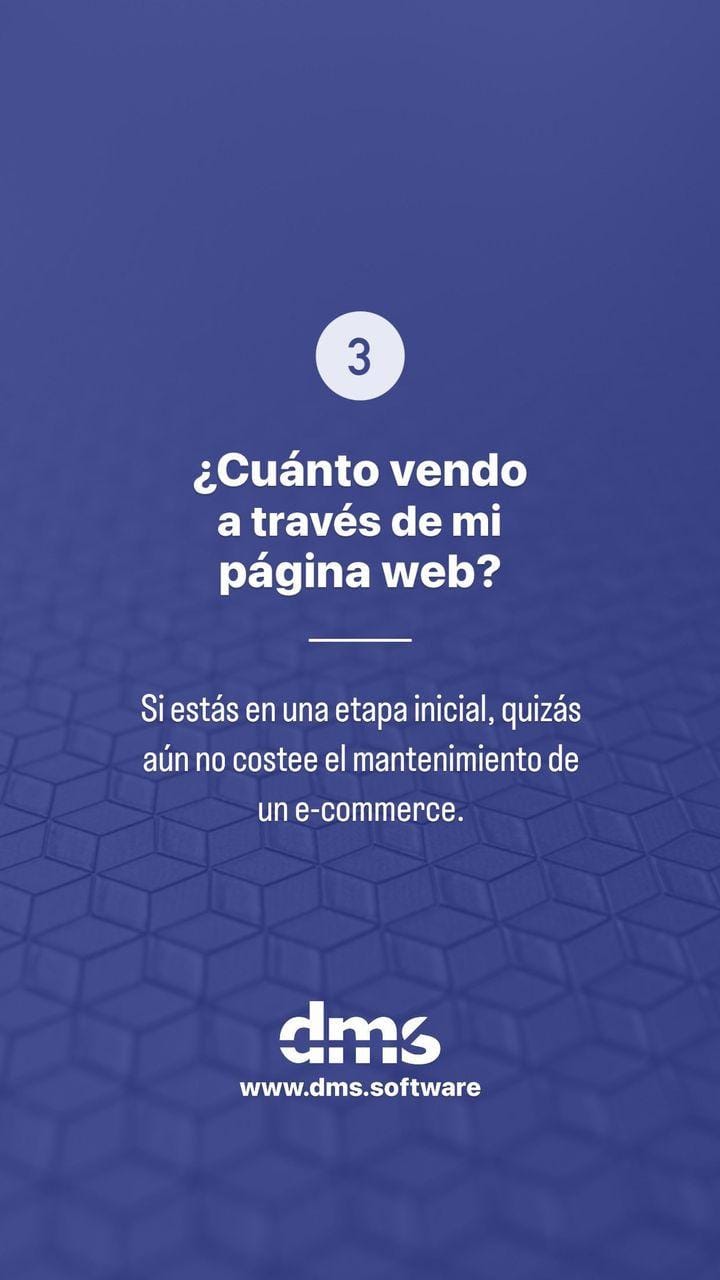 3
¿Cuánto vendo
a través de mi
página web?
Si estás en una etapa inicial, quizás
aún no costee el mantenimiento de
un e-commerce.
dms
www.dms.software